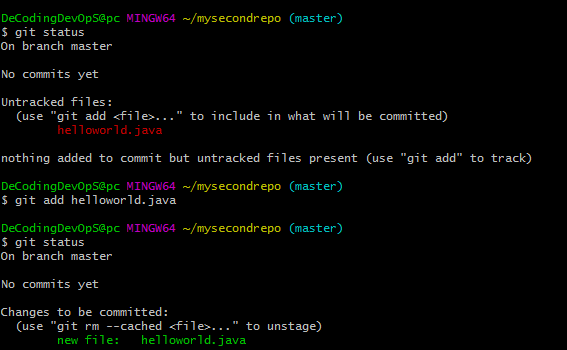 DeCodingDevOpS@pc MINGW64 ~/mysecondrepo (master)
$ git status
On branch master

No commits yet

Untracked files:
  (use "git add <file>..." to include in what will be committed)
        helloworld.java

nothing added to commit but untracked files present (use "git add" to track)

DeCodingDevOpS@pc MINGW64 ~/mysecondrepo (master)
$ git add helloworld.java

DeCodingDevOpS@pc MINGW64 ~/mysecondrepo (master)
$ git status
On branch master

No commits yet

Changes to be committed:
  (use "git rm --cached <file>..." to unstage)
        new file:   helloworld.java